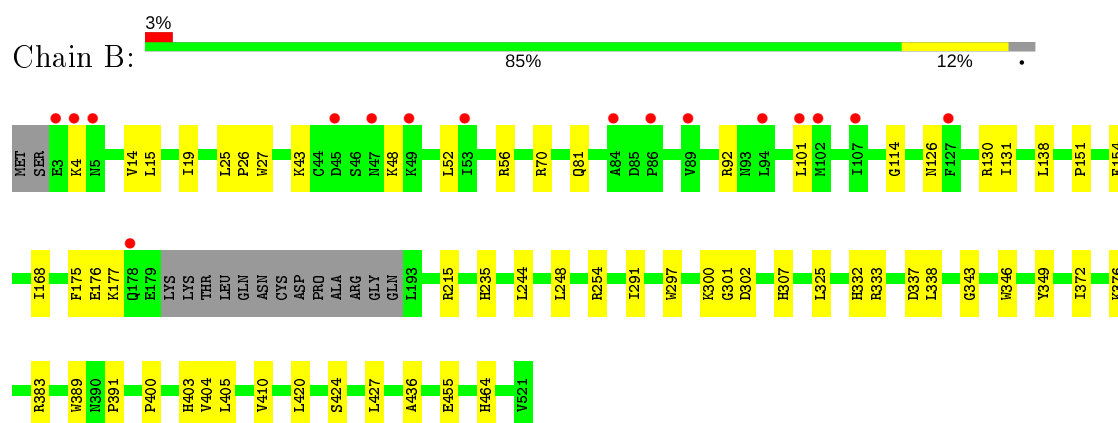 3%
Chain B:
85% 12% •
MET SER E3 K4 N5 V14 L15 I19 L25 P26 W27 K43 C44 D45 S46 N47 K48 K49 L52 I53 R56 R70 Q81 A84 D85 P86 V89 R92 N93 L94 L101 M102 I107 G114 N126 F127 R130 I131 L138 P151
I168 F175 E176 K177 Q178 E179 LYS LYS THR LEU GLN ASN CYS ASP PRO ALA ARG GLY GLN L193 R215 H235 L244 L248 R254 I291 W297 K300 G301 D302 H307 L325 H332 R333 D337 L338 G343 W346 Y349 I372 K376
R383 W389 N390 P391 P400 H403 V404 L405 V410 L420 S424 L427 A436 E455 H464 V521